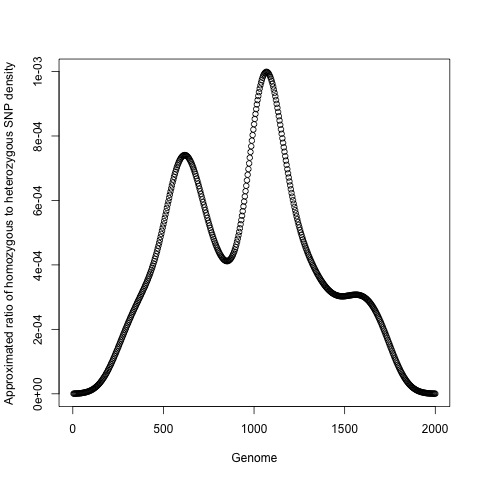 Approximated ratio of homozygous to heterozygous SNP density
1e-03
8e-04
6e-04
4e-04
2e-04
0e+00
0 500 1000 1500 2000
Genome